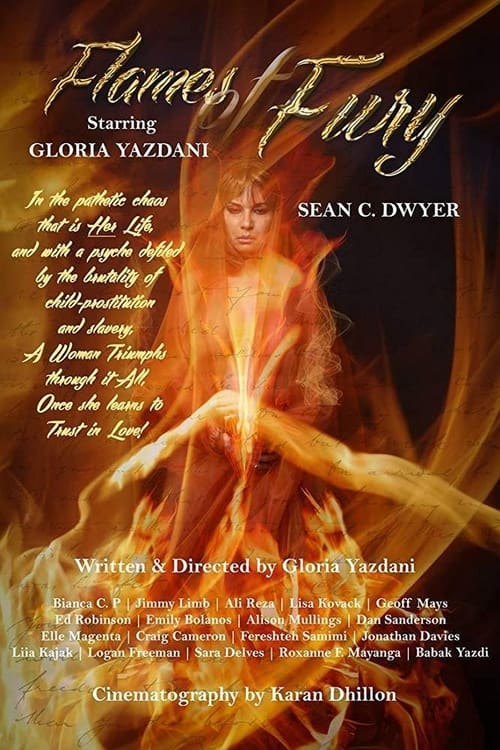 Flames of Fury
Starring
GLORIA YAZDANI
SEAN C. DWYER
In the pathetic chaos
that is Her Life,
and with a psyche defiled
by the brutality of
child-prostitution
and slavery,
A Woman Triumphs
through it All,
Once she learns to
Trust in Love!
Written & Directed by Gloria Yazdani
Bianca C. P | Jimmy Limb | Ali Reza | Lisa Kovack | Geoff Mays
Ed Robinson | Emily Bolanos | Alison Mullings | Dan Sanderson
Elle Magenta | Craig Cameron | Fereshteh Samimi | Jonathan Davies
Liia Kajak | Logan Freeman | Sara Delves | Roxanne F. Mayanga | Babak Yazdi
Cinematography by Karan Dhillon